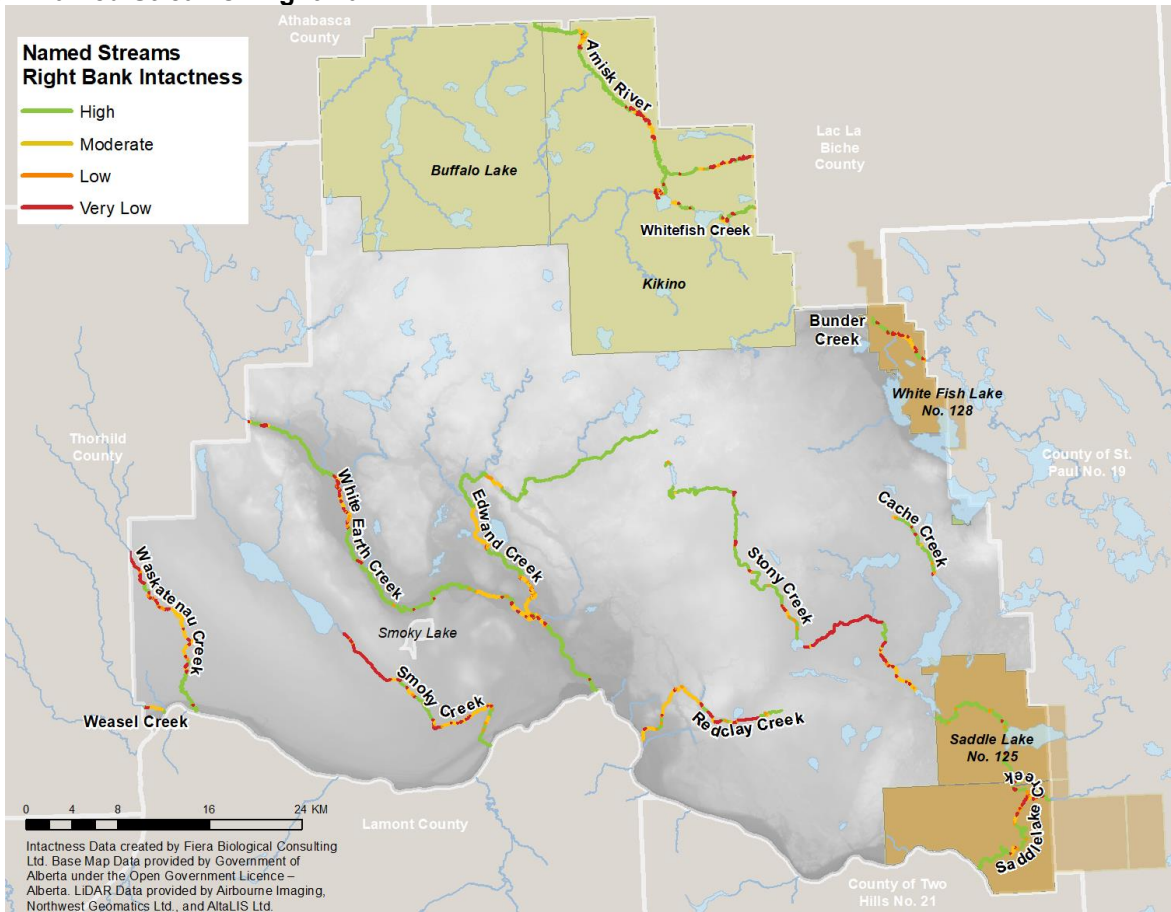 Athabasca
County
Named Streams
Right Bank Intactness
High
Moderate
Low
Very Low
Amisk River
Lac La
Biche
County
Buffalo Lake
Whitefish Creek
Kikino
Bunder
Creek
White Fish Lake
No. 128
Thorhild
County
County of St.
Paul No. 19
White Earth Creek
Edwand Creek
Cache Creek
Stony Creek
Waskatenau Creek
Smoky Lake
Smoky Creek
Weasel Creek
Redclay Creek
Saddle Lake
No. 125
Saddlelake Creek
Creek
0 4 8 16 24 KM
Lamont County
Intactness Data created by Fiera Biological Consulting
Ltd. Base Map Data provided by Government of
Alberta under the Open Government Licence –
Alberta. LiDAR Data provided by Airbourne Imaging,
Northwest Geomatics Ltd., and AltaLIS Ltd.
County of Two
Hills No. 21